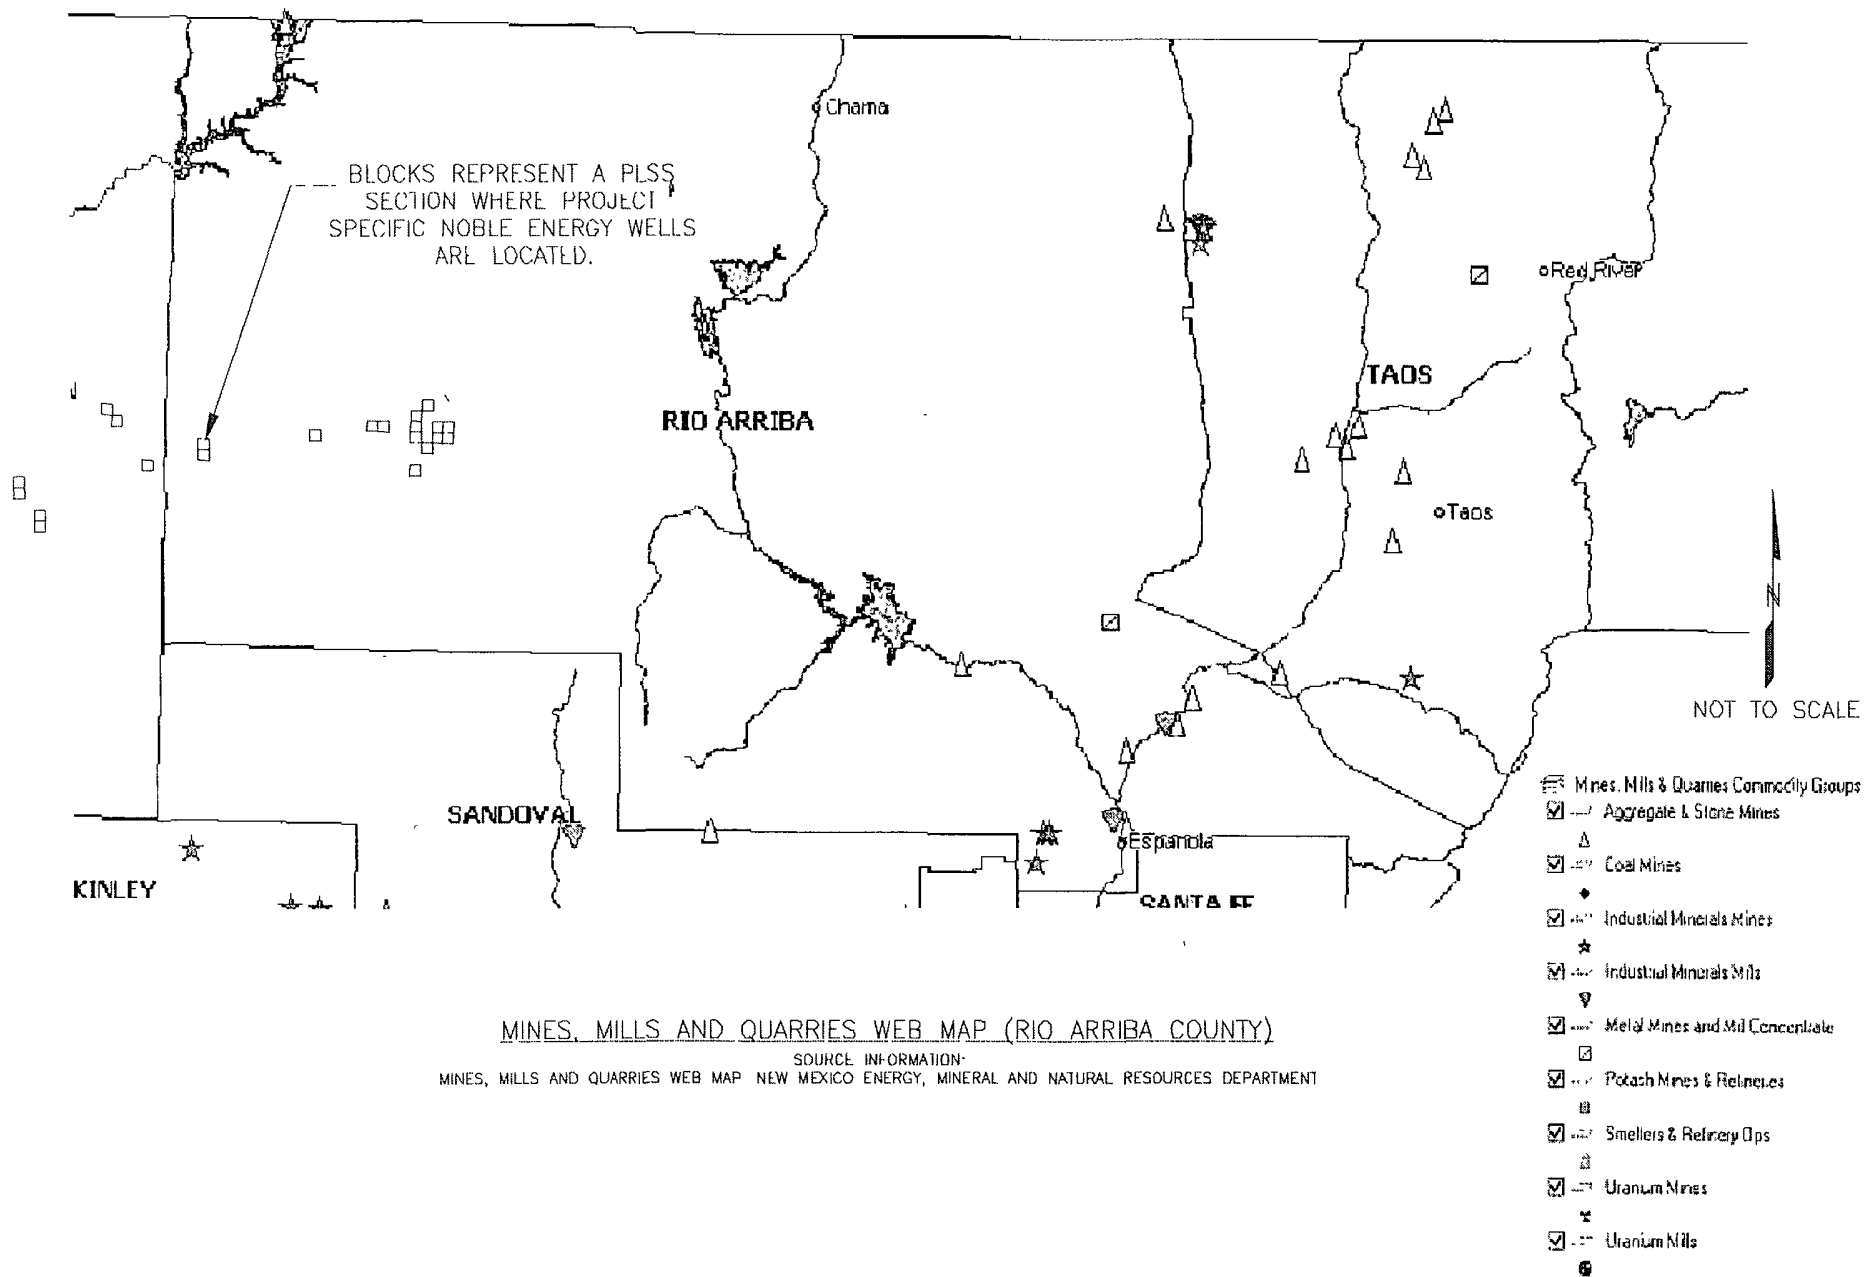 Chama
BLOCKS REPRESENT A PLSS
SECTION WHERE PROJECT
SPECIFIC NOBLE ENERGY WELLS
ARE LOCATED.
Red River
TAOS
RIO ARRIBA
Taos
N
NOT TO SCALE
SANDOVAL
Espanola
KINLEY
SANTA FE
Mines, Mills & Quarries Commodity Groups
Aggregate & Stone Mines
Coal Mines
Industrial Minerals Mines
Industrial Minerals Mills
Metal Mines and Mill Concentrate
Potash Mines & Refineries
Smelters & Refinery Ops
Uranium Mines
Uranium Mills
MINES, MILLS AND QUARRIES WEB MAP (RIO ARRIBA COUNTY)
SOURCE INFORMATION:
MINES, MILLS AND QUARRIES WEB MAP NEW MEXICO ENERGY, MINERAL AND NATURAL RESOURCES DEPARTMENT